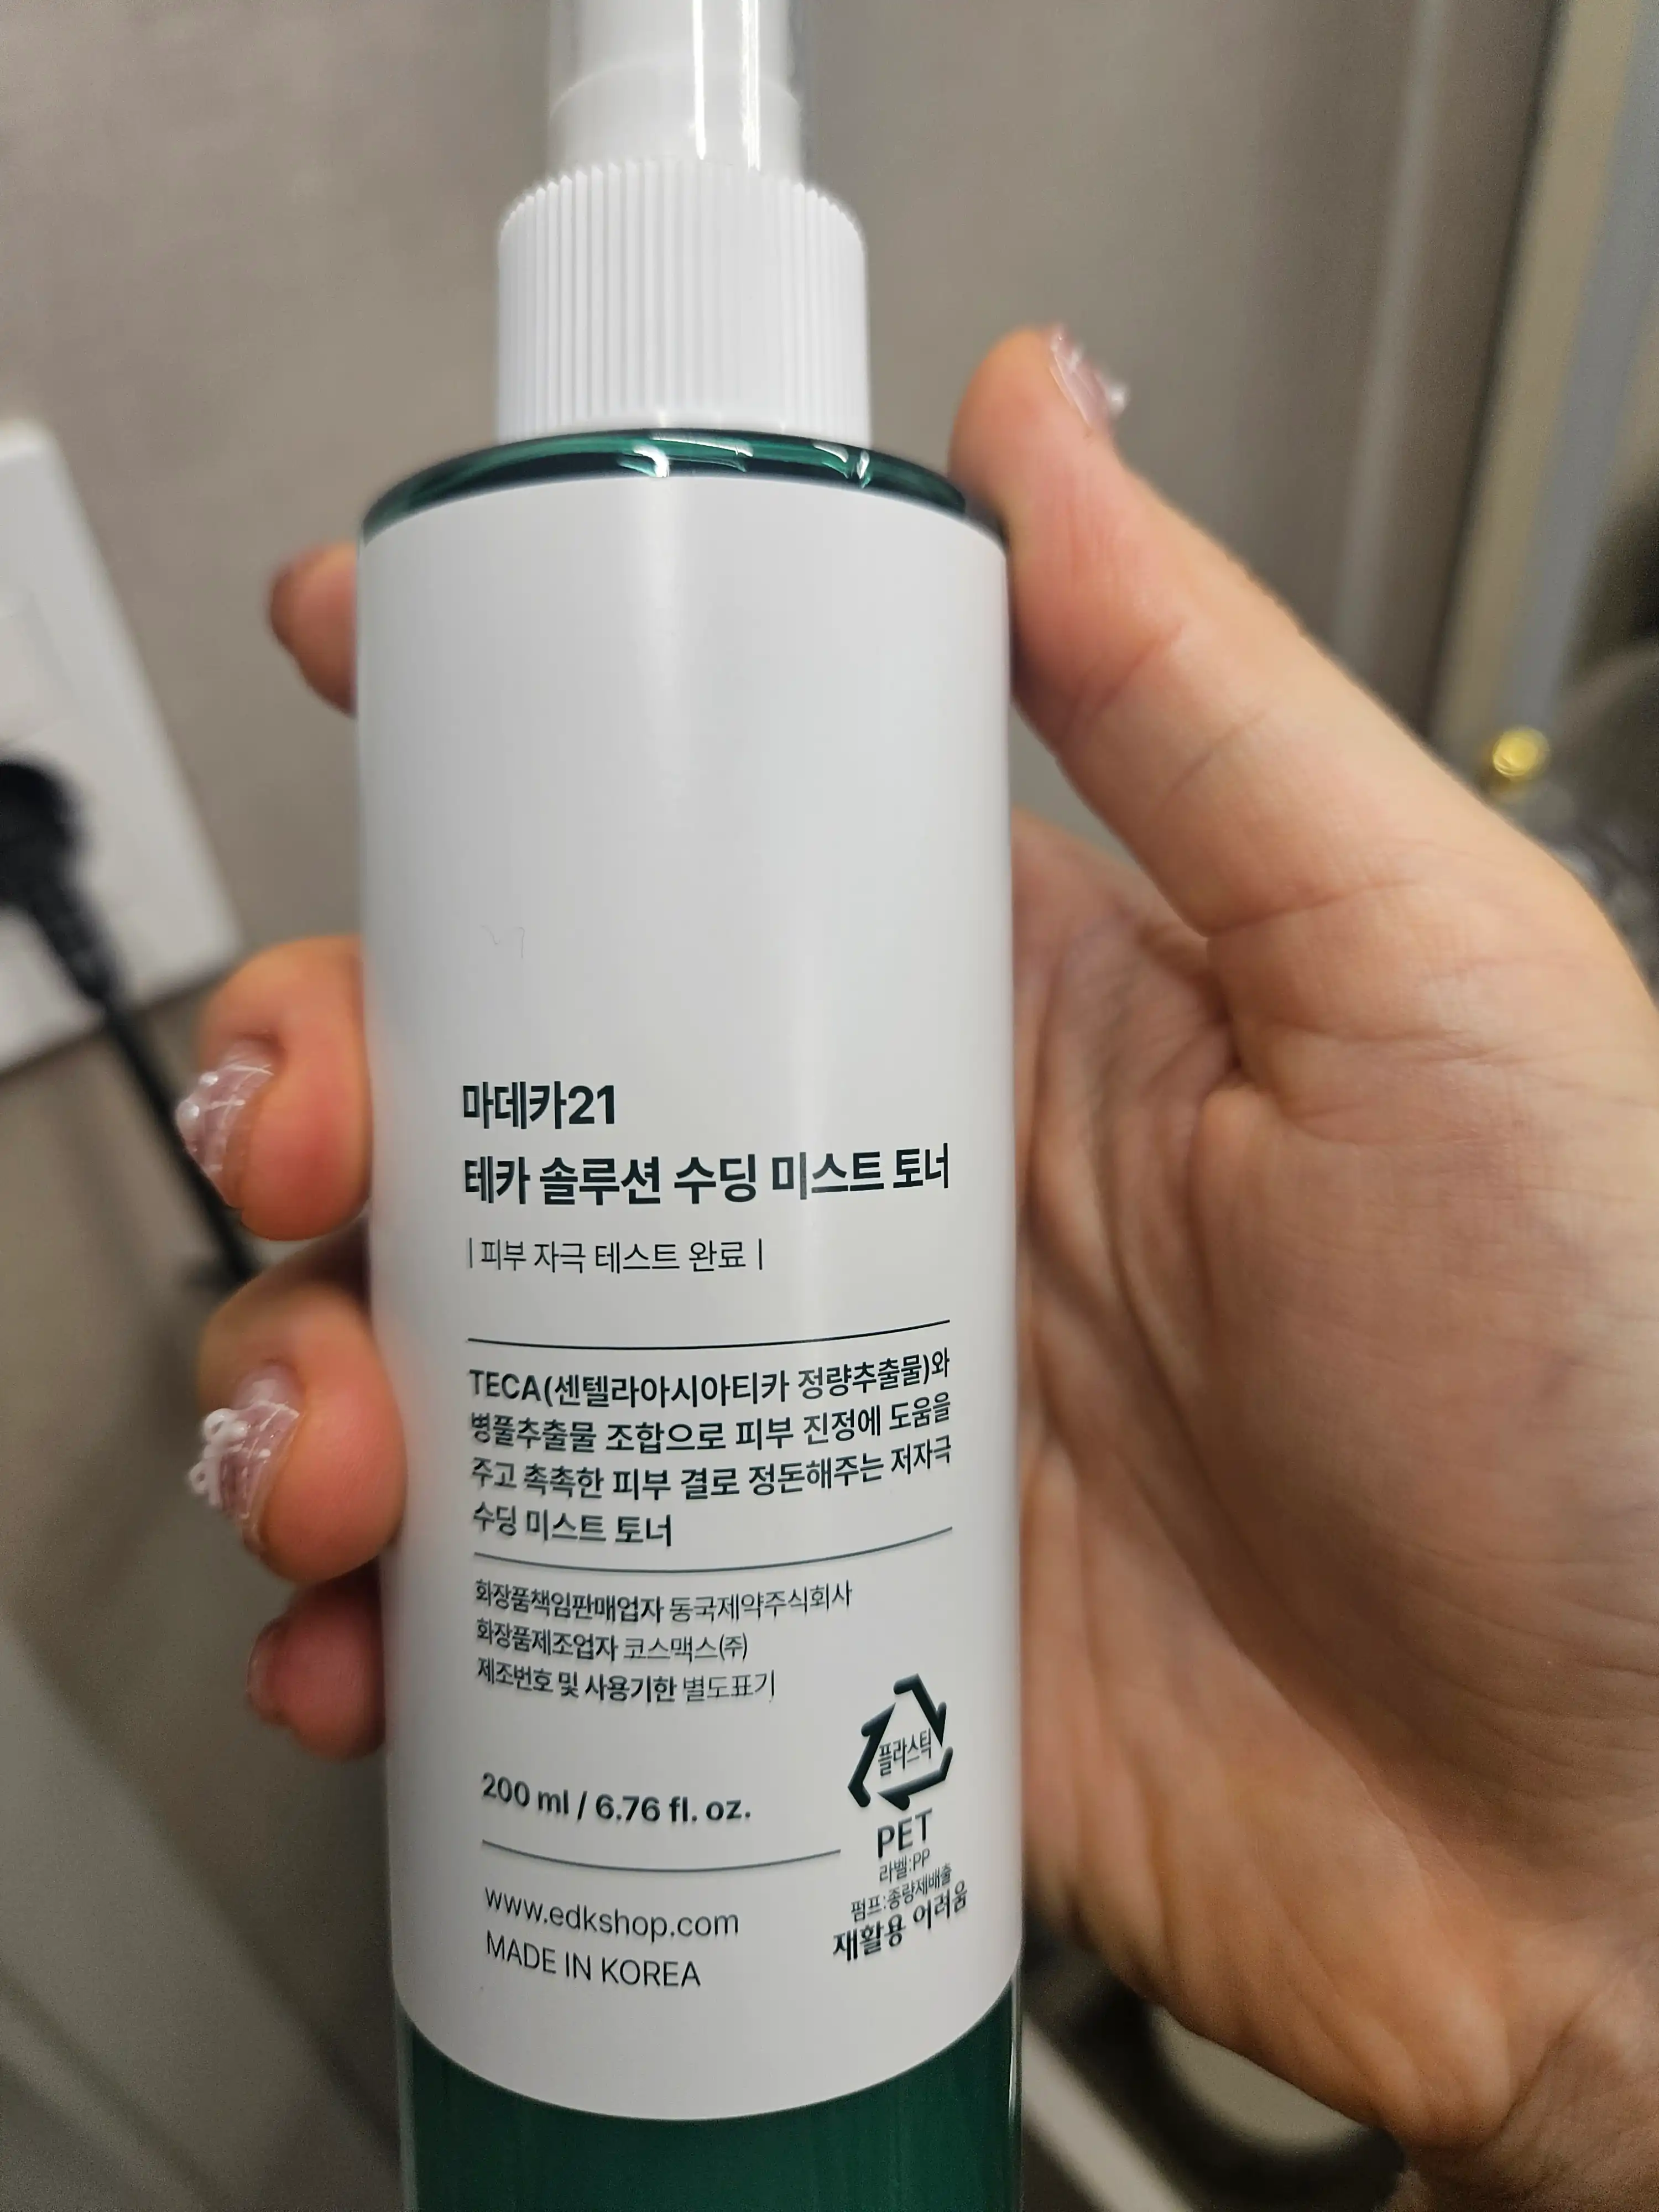 마데카21
테카 솔루션 수딩 미스트 토너
| 피부 자극 테스트 완료 |
TECA(센텔라아시아티카 정량추출물)와
병풀추출물 조합으로 피부 진정에 도움을
주고 촉촉한 피부 결로 정돈해주는 저자극
수딩 미스트 토너
화장품책임판매업자 동국제약주식회사
화장품제조업자 코스맥스(주)
제조번호 및 사용기한 별도표기
200 ml / 6.76 fl. oz.
www.edkshop.com
MADE IN KOREA
플라스틱
PET
라벨:PP
펌프:종량제배출
재활용 어려움